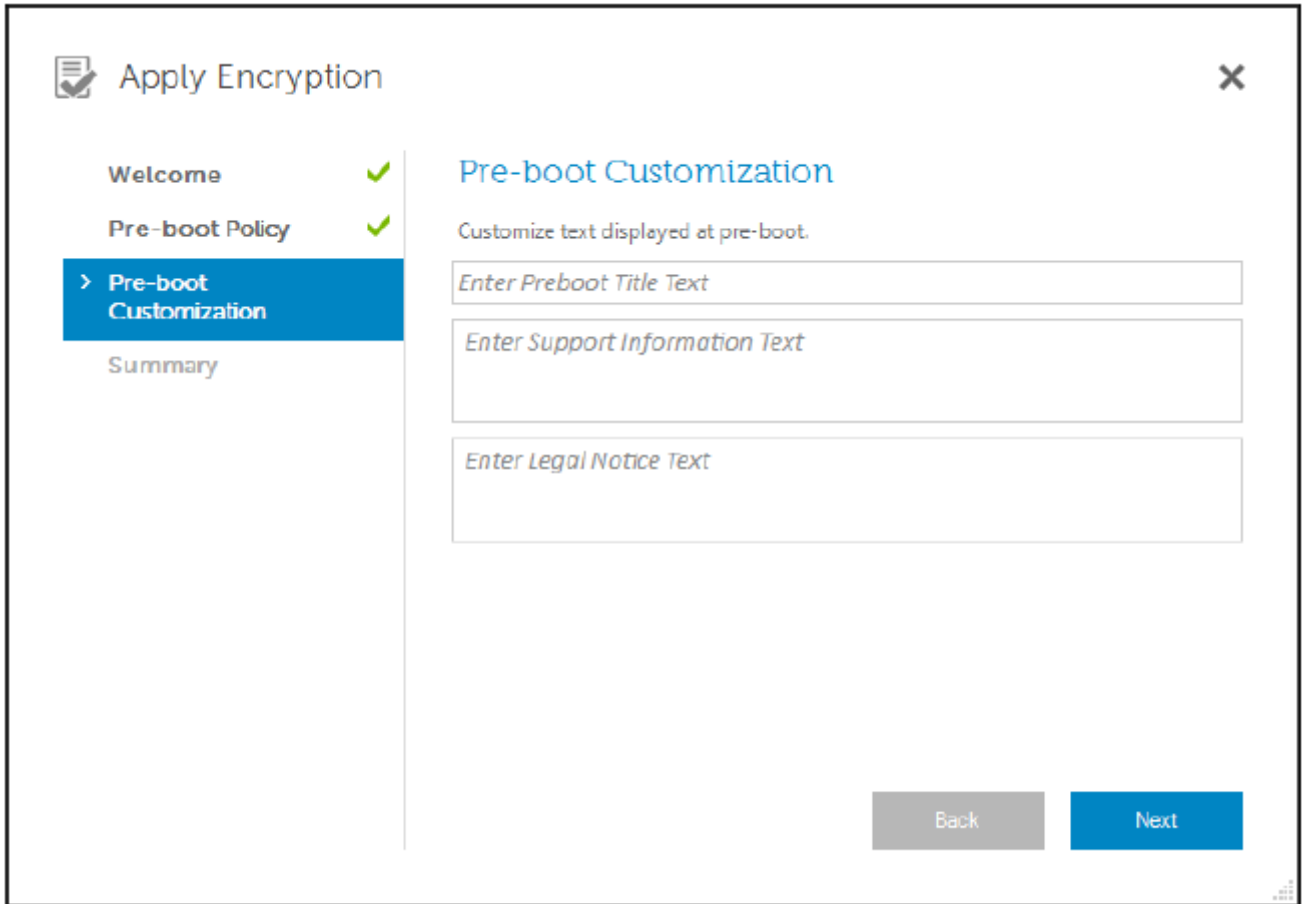 Apply Encryption
Welcome
Pre-boot Policy
Pre-boot
Customization
Summary
Pre-boot Customization
Customize text displayed at pre-boot.
Enter Preboot Title Text
Enter Support Information Text
Enter Legal Notice Text
Back
Next